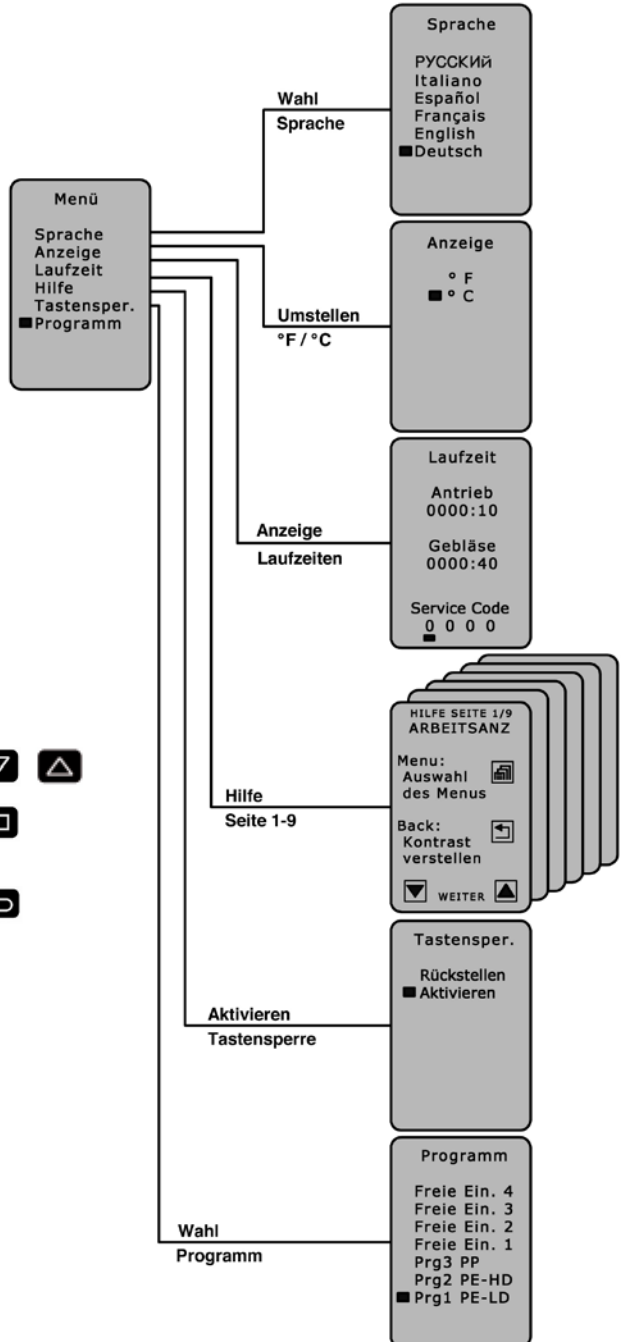 Menü
Sprache
Anzeige
Laufzeit
Hilfe
Tastensper.
Programm
Wahl
Sprache
Sprache
РУССКИй
Italiano
Español
Français
English
Deutsch
Umstellen
°F / °C
Anzeige
° F
° C
Anzeige
Laufzeiten
Laufzeit
Antrieb
0000:10
Gebläse
0000:40
Service Code
0 0 0 0
Hilfe
Seite 1-9
HILFE SEITE 1/9
ARBEITSANZ
Menu:
Auswahl
des Menus
Back:
Kontrast
verstellen
WEITER
Aktivieren
Tastensperre
Tastensper.
Rückstellen
Aktivieren
Wahl
Programm
Programm
Freie Ein. 4
Freie Ein. 3
Freie Ein. 2
Freie Ein. 1
Prg3 PP
Prg2 PE-HD
Prg1 PE-LD